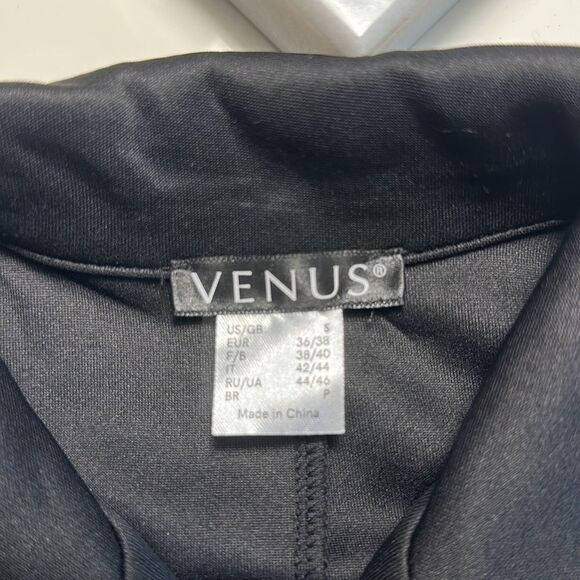 VENUS®
US/GB S
EUR 36/38
F/B 38/40
IT 42/44
RU/UA 44/46
BR P
Made in China